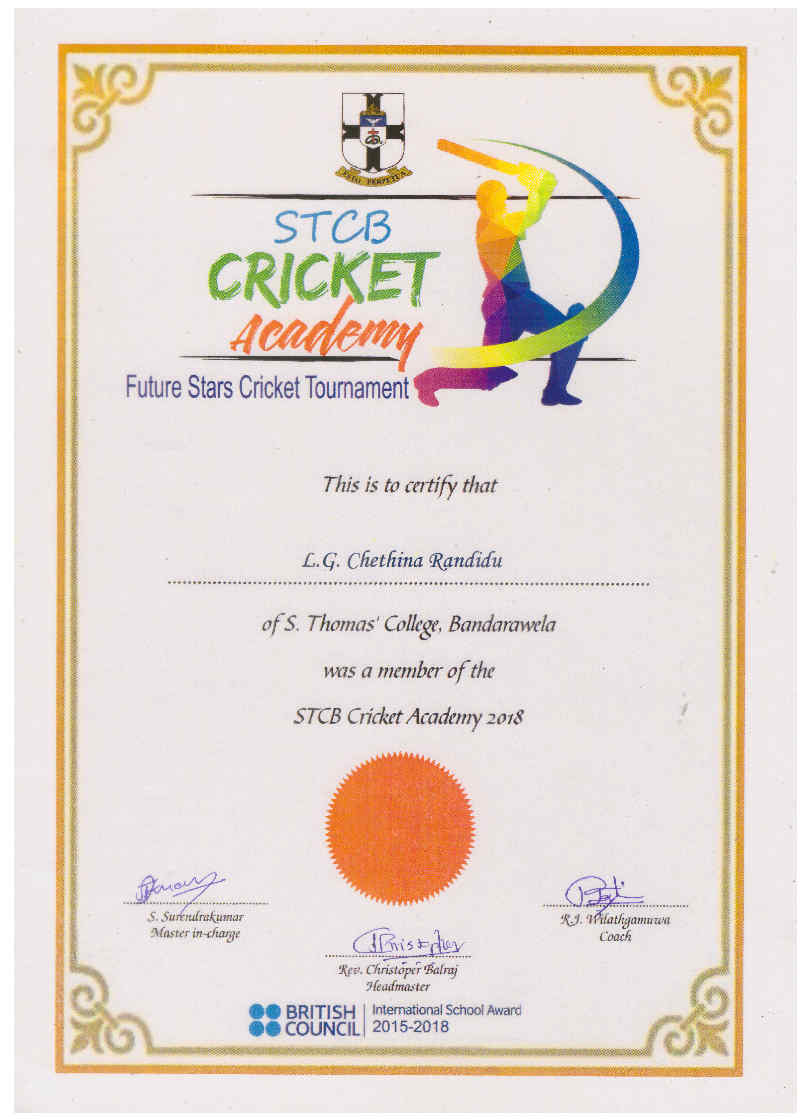 ESTO PERPETUA
STCB
CRICKET
Academy
Future Stars Cricket Tournament
This is to certify that
L.G. Chethina Randidu
of S. Thomas' College, Bandarawela
was a member of the
STCB Cricket Academy 2018
S. Surendrakumar
Master in-charge
R.J. Wilathgamuwa
Coach
Christopher
Rev. Christoper Balraj
Headmaster
BRITISH COUNCIL
International School Award
2015-2018